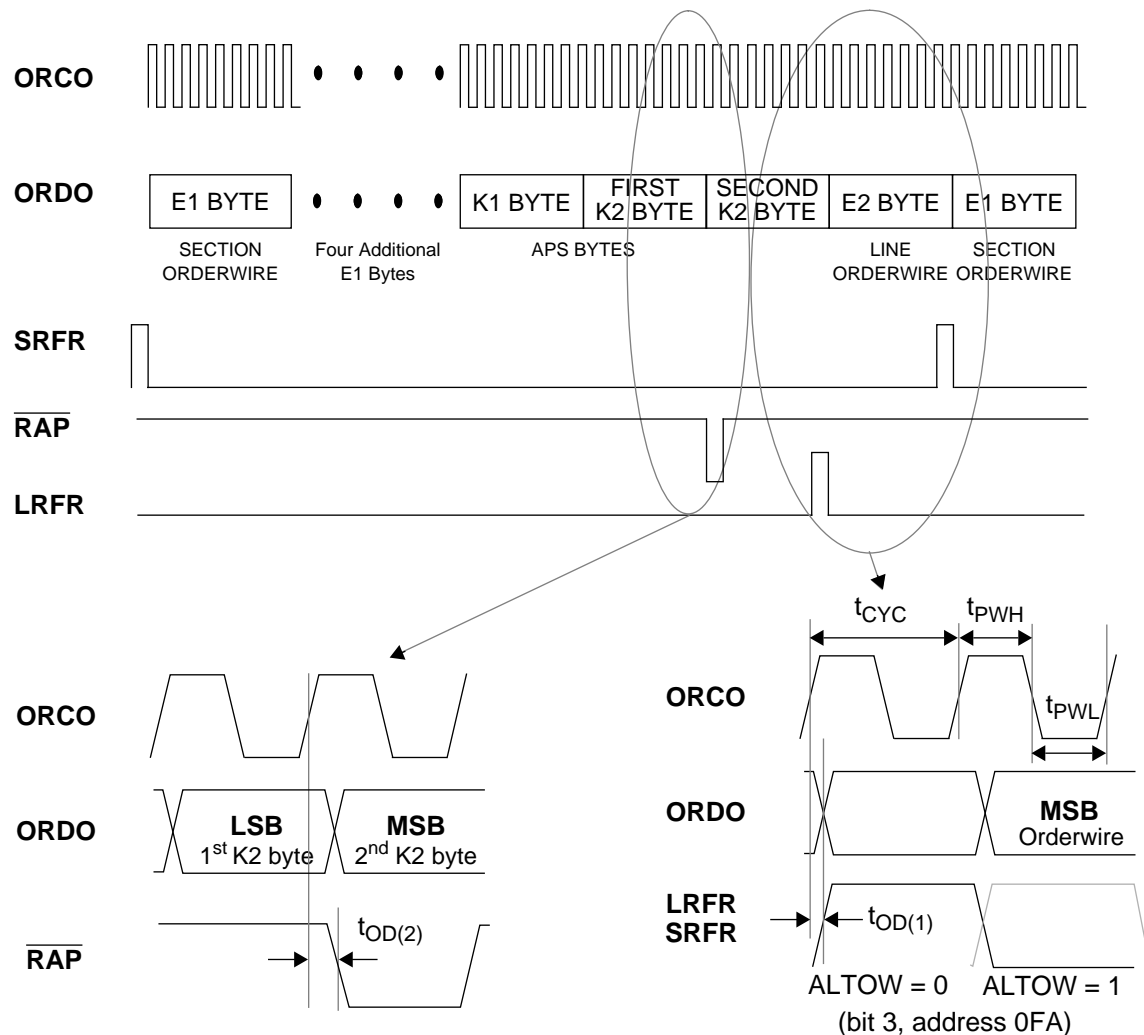 ORCO
ORDO
E1 BYTE
K1 BYTE
FIRST
K2 BYTE
SECOND
K2 BYTE
E2 BYTE
E1 BYTE
SECTION
ORDERWIRE
Four Additional
E1 Bytes
APS BYTES
LINE
ORDERWIRE
SECTION
ORDERWIRE
SRFR
RAP
LRFR
ORCO
ORDO
LSB
1st K2 byte
MSB
2nd K2 byte
RAP
tOD(2)
tCYC
tPWH
ORCO
tPWL
ORDO
MSB
Orderwire
LRFR
SRFR
tOD(1)
ALTOW = 0
ALTOW = 1
(bit 3, address 0FA)